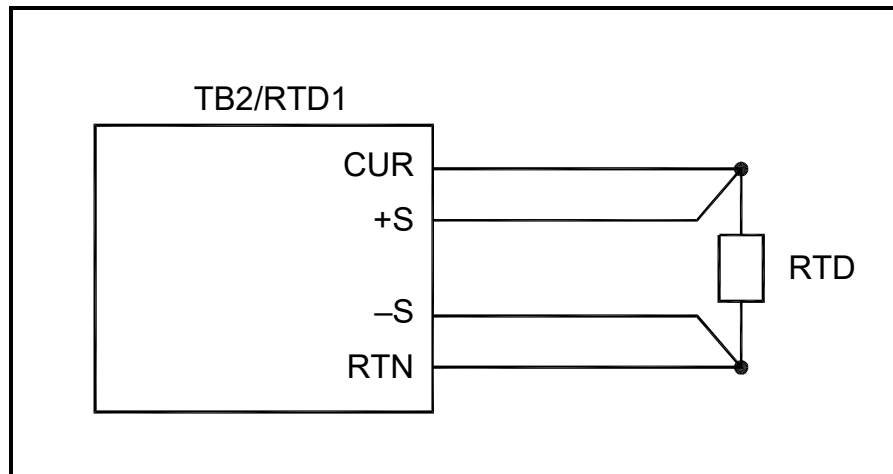 TB2/RTD1
CUR
+S
RTD
–S
RTN